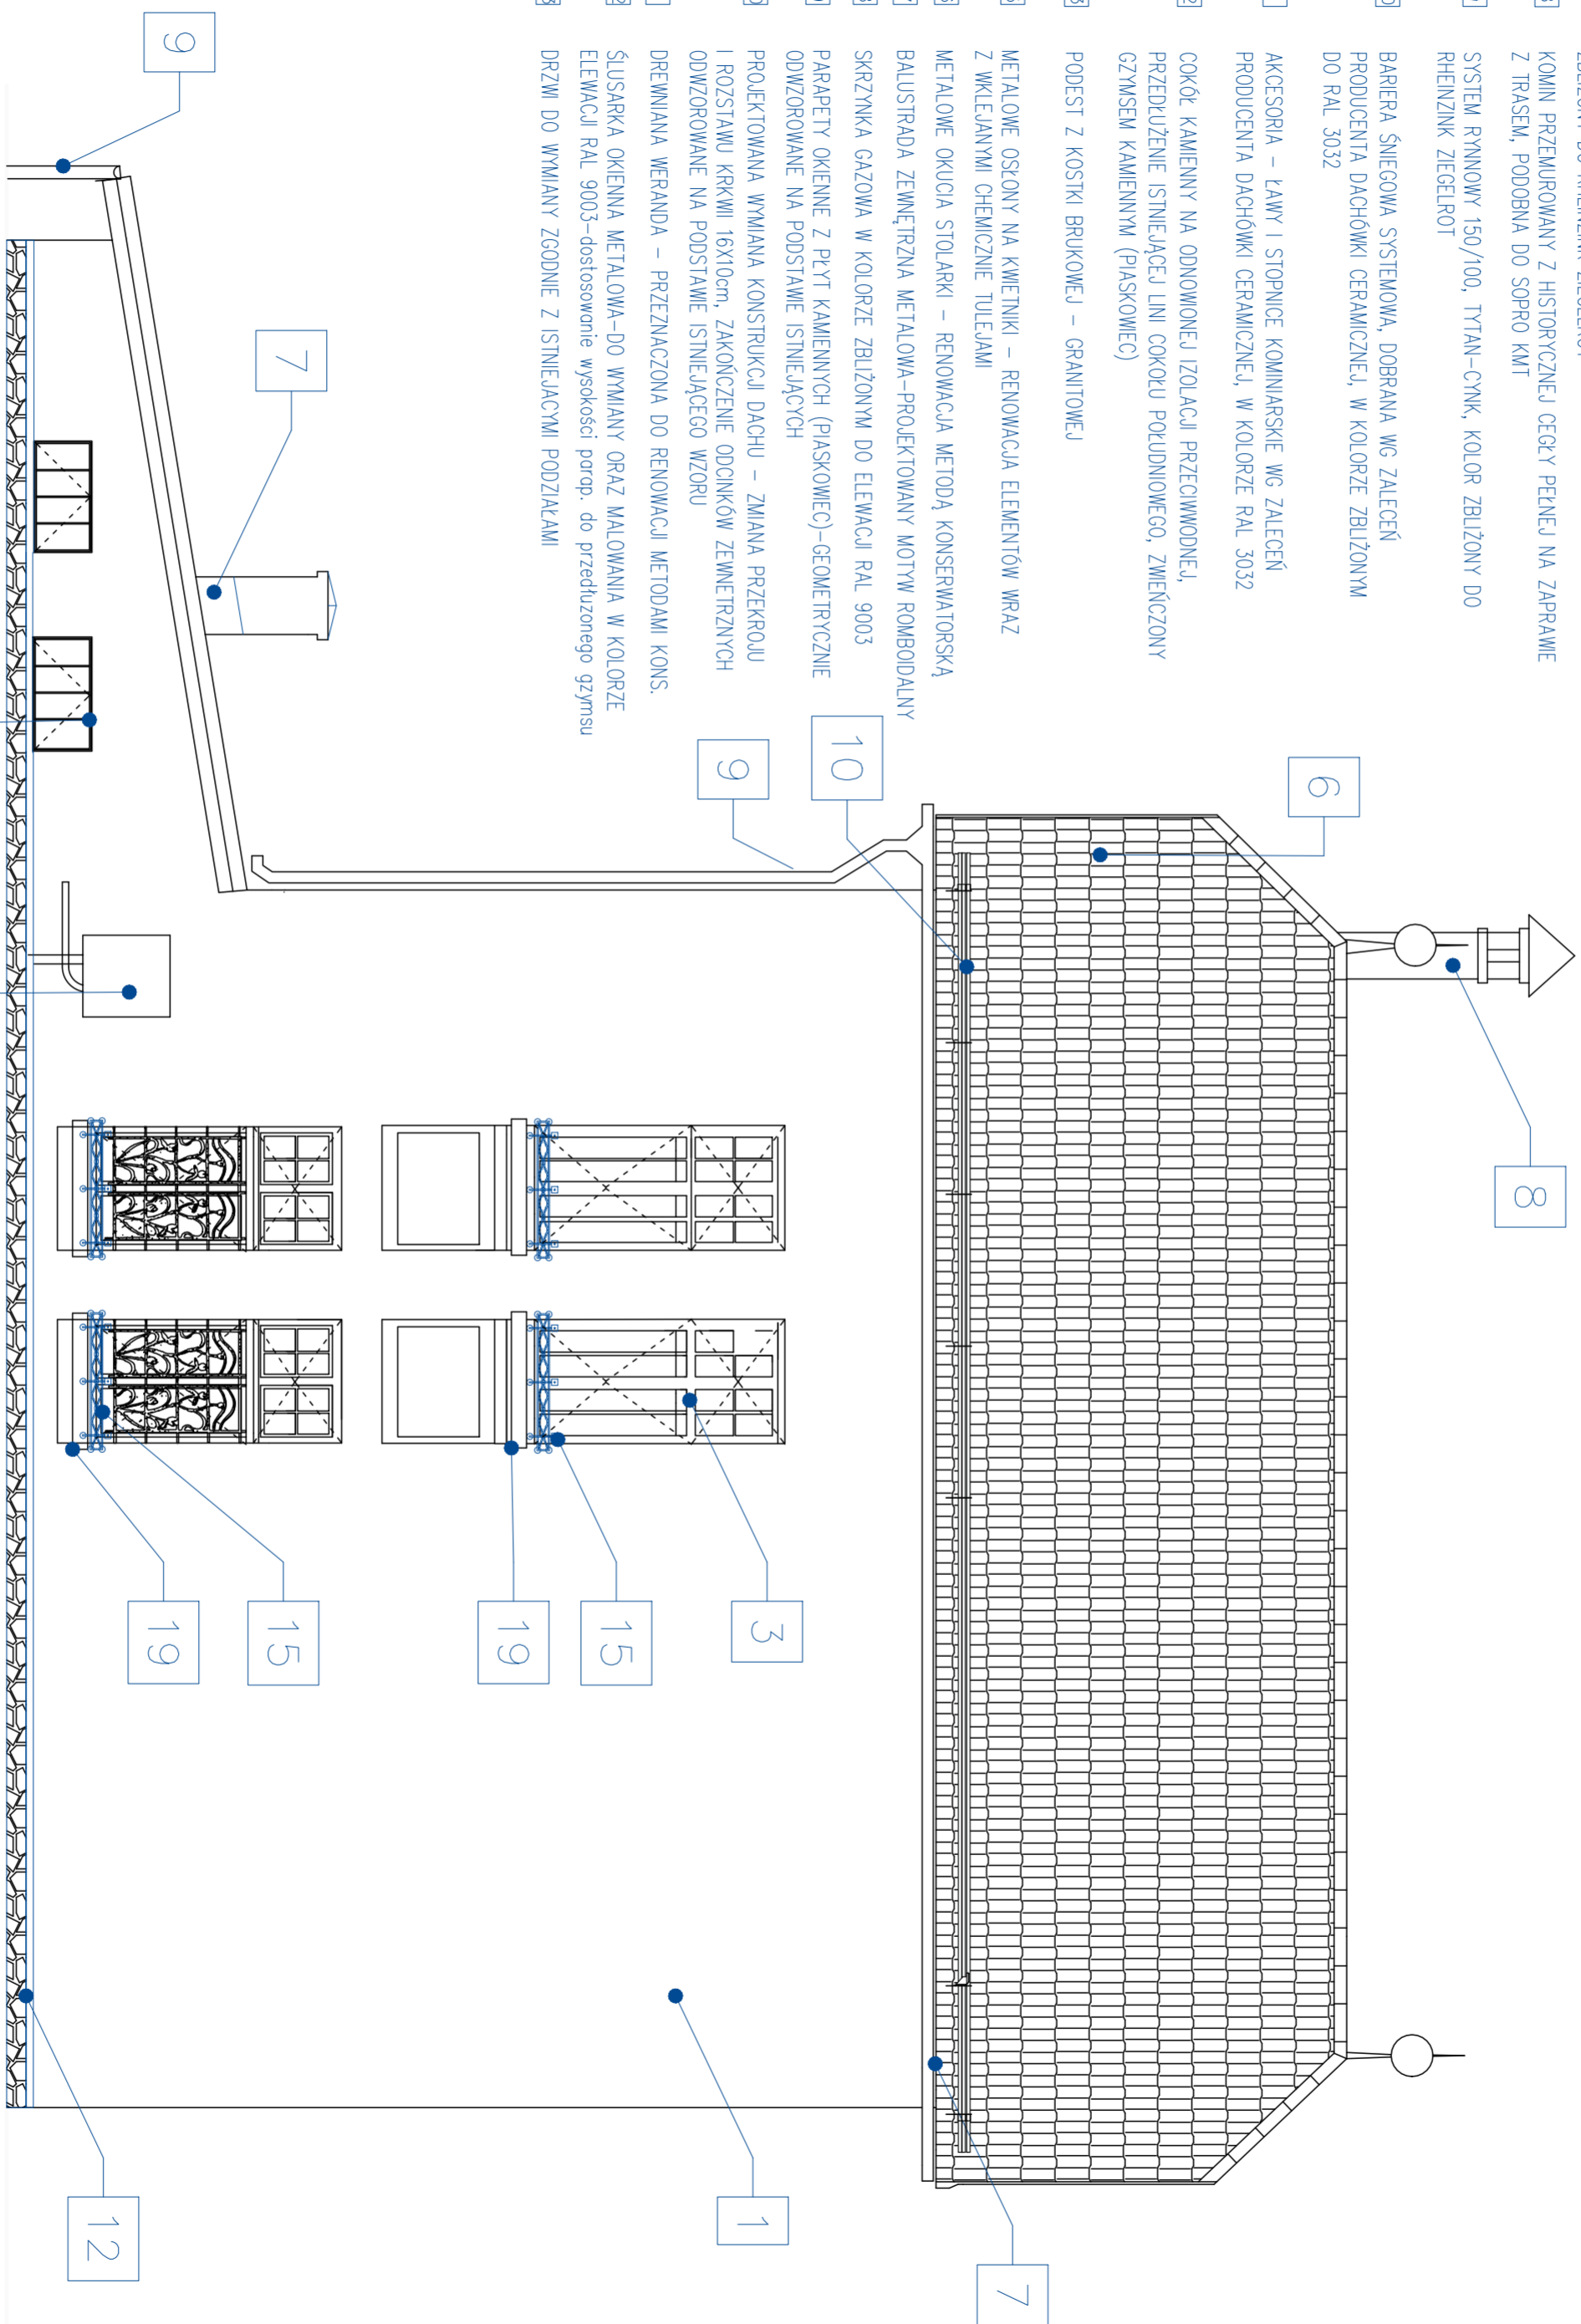 KOMIN PRZEMUROWANY Z HISTORYCZNEJ CEGŁY PEŁNEJ NA ZAPRAWIE
Z TRASEM, PODOBNA DO SOPRO KMT
SYSTEM RYNNOWY 150/100, TYTAN-CYNK, KOLOR ZBLIŻONY DO
RHEINZINK ZIEGELROT
BARIERA ŚNIEGOWA SYSTEMOWA, DOBRANA WG ZALECEŃ
PRODUCENTA DACHÓWKI CERAMICZNEJ, W KOLORZE ZBLIŻONYM
DO RAL 3032
AKCESORIA - ŁAWY I STOPNICE KOMINIARSKIE WG ZALECEŃ
PRODUCENTA DACHÓWKI CERAMICZNEJ, W KOLORZE RAL 3032
COKÓŁ KAMIENNY NA ODNOWIONEJ IZOLACJI PRZECIWWODNEJ,
PRZEDŁUŻENIE ISTNIEJĄCEJ LINI COKOŁU POŁUDNIOWEGO, ZWIEŃCZONY
GZYMSEM KAMIENNYM (PIASKOWIEC)
PODEST Z KOSTKI BRUKOWEJ - GRANITOWEJ
METALOWE OSŁONY NA KWIETNIKI - RENOWACJA ELEMENTÓW WRAZ
Z WKLEJANYMI CHEMICZNIE TULEJAMI
METALOWE OKUCIA STOLARKI - RENOWACJA METODĄ KONSERWATORSKĄ
BALUSTRADA ZEWNĘTRZNA METALOWA-PROJEKTOWANY MOTYW ROMBOIDALNY
SKRZYNKA GAZOWA W KOLORZE ZBLIŻONYM DO ELEWACJI RAL 9003
PARAPETY OKIENNE Z PŁYT KAMIENNYCH (PIASKOWIEC)-GEOMETRYCZNIE
ODWZOROWANE NA PODSTAWIE ISTNIEJĄCYCH
PROJEKTOWANA WYMIANA KONSTRUKCJI DACHU - ZMIANA PRZEKROJU
I ROZSTAWU KRKWII 16X10cm, ZAKOŃCZENIE ODCINKÓW ZEWNETRZNYCH
ODWZOROWANE NA PODSTAWIE ISTNIEJĄCEGO WZORU
DREWNIANA WERANDA - PRZEZNACZONA DO RENOWACJI METODAMI KONS.
ŚLUSARKA OKIENNA METALOWA-DO WYMIANY ORAZ MALOWANIA W KOLORZE
ELEWACJI RAL 9003-dostosowanie wysokości parap. do przedłuzonego gzymsu
DRZWI DO WYMIANY ZGODNIE Z ISTNIEJACYMI PODZIAŁAMI
8
6
10
9
7
9
3
15
19
15
19
7
1
12